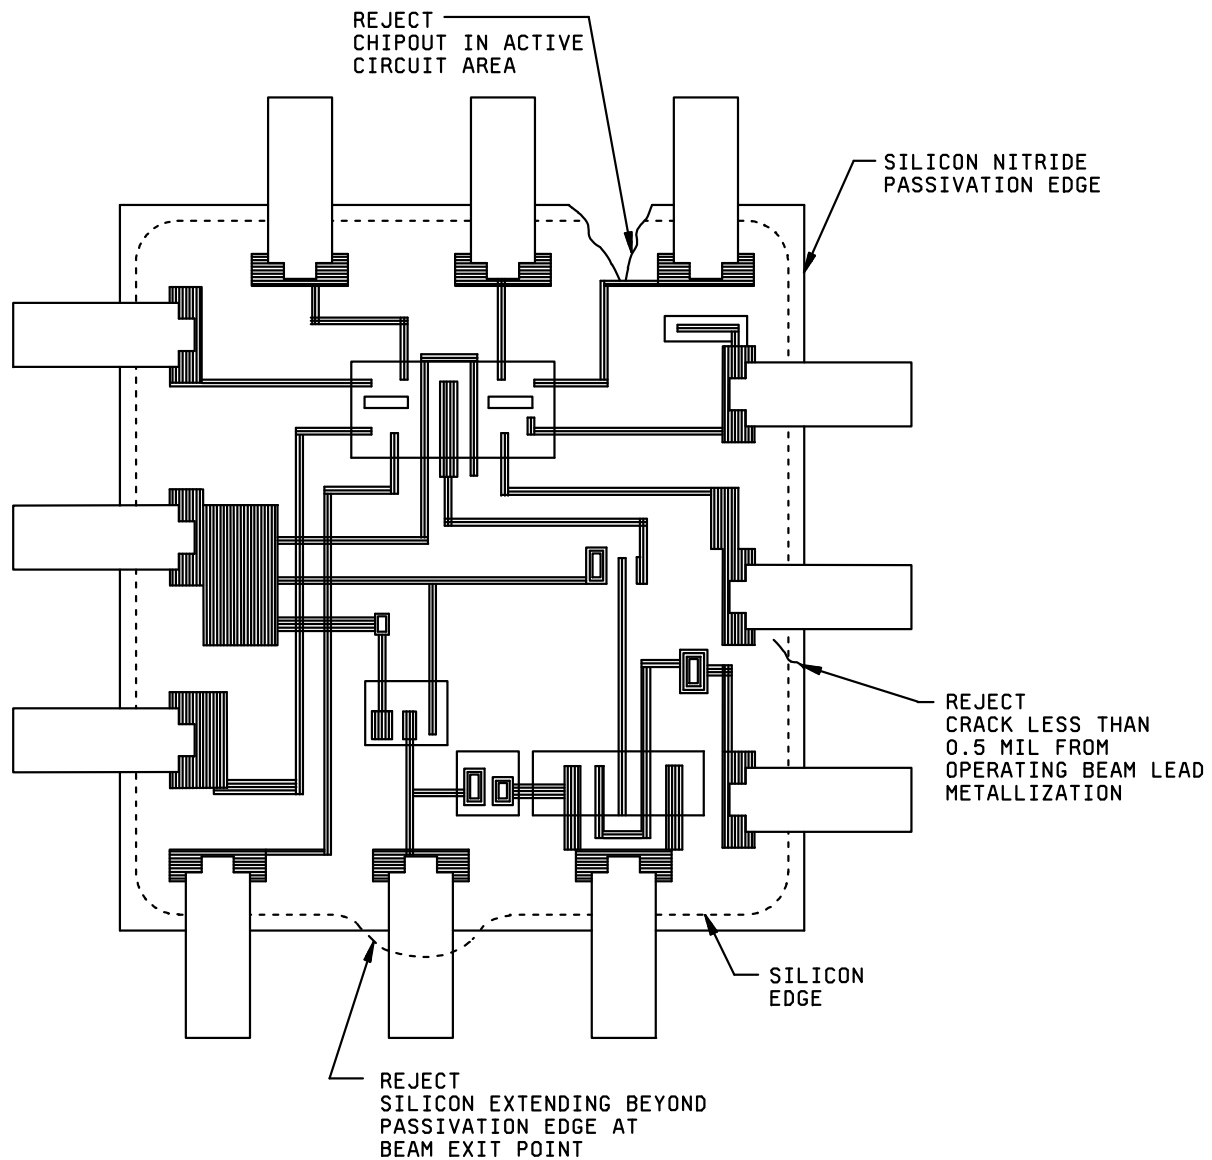 REJECT
CHIPOUT IN ACTIVE
CIRCUIT AREA
SILICON NITRIDE
PASSIVATION EDGE
REJECT
CRACK LESS THAN
0.5 MIL FROM
OPERATING BEAM LEAD
METALLIZATION
SILICON
EDGE
REJECT
SILICON EXTENDING BEYOND
PASSIVATION EDGE AT
BEAM EXIT POINT